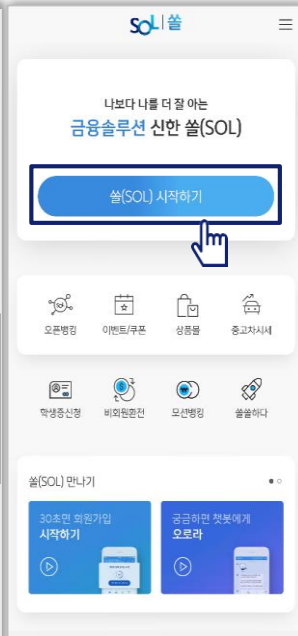 SOL 쏠
나보다 나를 더 잘 아는
금융솔루션 신한 쏠(SOL)
쏠(SOL) 시작하기
오픈뱅킹 이벤트/쿠폰 상품몰 중고차시세
학생증신청 비회원환전 모션뱅킹 쏠쏠하다
쏠(SOL) 만나기
30초면 회원가입
시작하기
궁금하면 챗봇에게
오로라